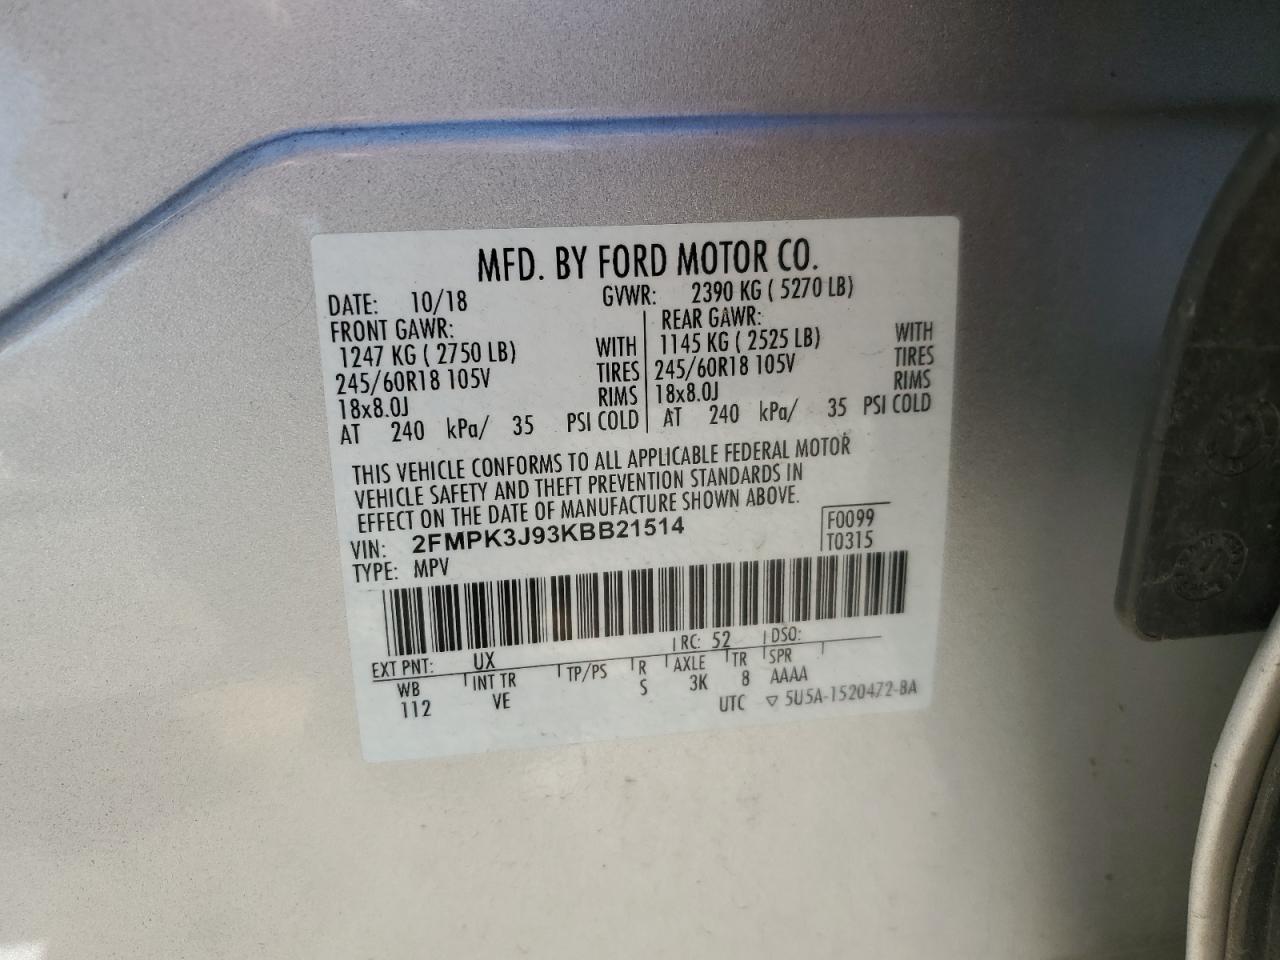 MFD. BY FORD MOTOR CO.
DATE: 10/18 GVWR: 2390 KG ( 5270 LB)
FRONT GAWR: REAR GAWR:
1247 KG ( 2750 LB) WITH 1145 KG ( 2525 LB) WITH
245/60R18 105V TIRES 245/60R18 105V TIRES
18x8.0J RIMS 18x8.0J RIMS
AT 240 kPa/ 35 PSI COLD AT 240 kPa/ 35 PSI COLD
THIS VEHICLE CONFORMS TO ALL APPLICABLE FEDERAL MOTOR
VEHICLE SAFETY AND THEFT PREVENTION STANDARDS IN
EFFECT ON THE DATE OF MANUFACTURE SHOWN ABOVE.
VIN: 2FMPK3J93KBB21514 F0099
TYPE: MPV T0315
EXT PNT: UX RC: 52 DSO:
WB INT TR TP/PS R AXLE TR SPR
112 VE S 3K 8 AAAA
UTC ▽ 5U5A-1520472-BA